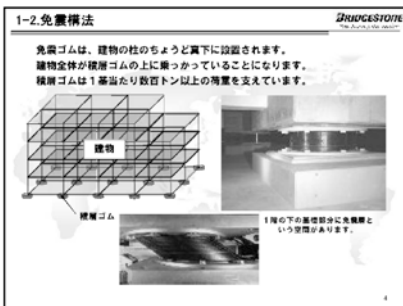 1-2.免震構法
BRIDGESTONE
免震ゴムは、建物の柱のちょうど真下に設置されます。
建物全体が積層ゴムの上に乗っかっていることになります。
積層ゴムは1基当たり数百トン以上の荷重を支えています。
建物
積層ゴム
1階の下の基礎部分に免震層と
いう空間があります。
4